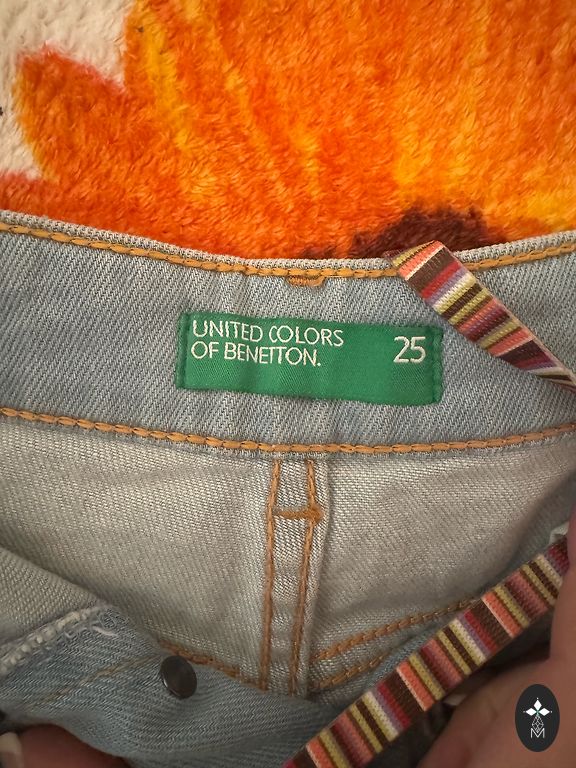 UNITED COLORS
OF BENETTON.
25